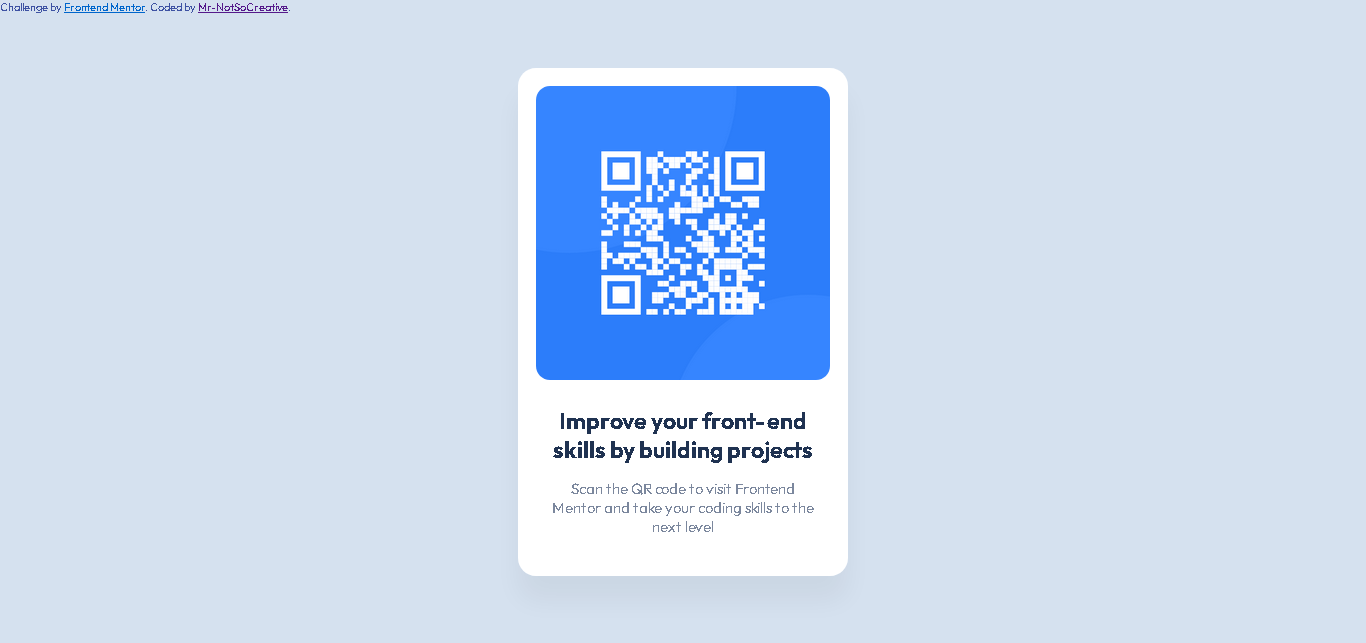 Challenge by Frontend Mentor. Coded by Mr-NotSoCreative.
Improve your front-end
skills by building projects
Scan the QR code to visit Frontend
Mentor and take your coding skills to the
next level